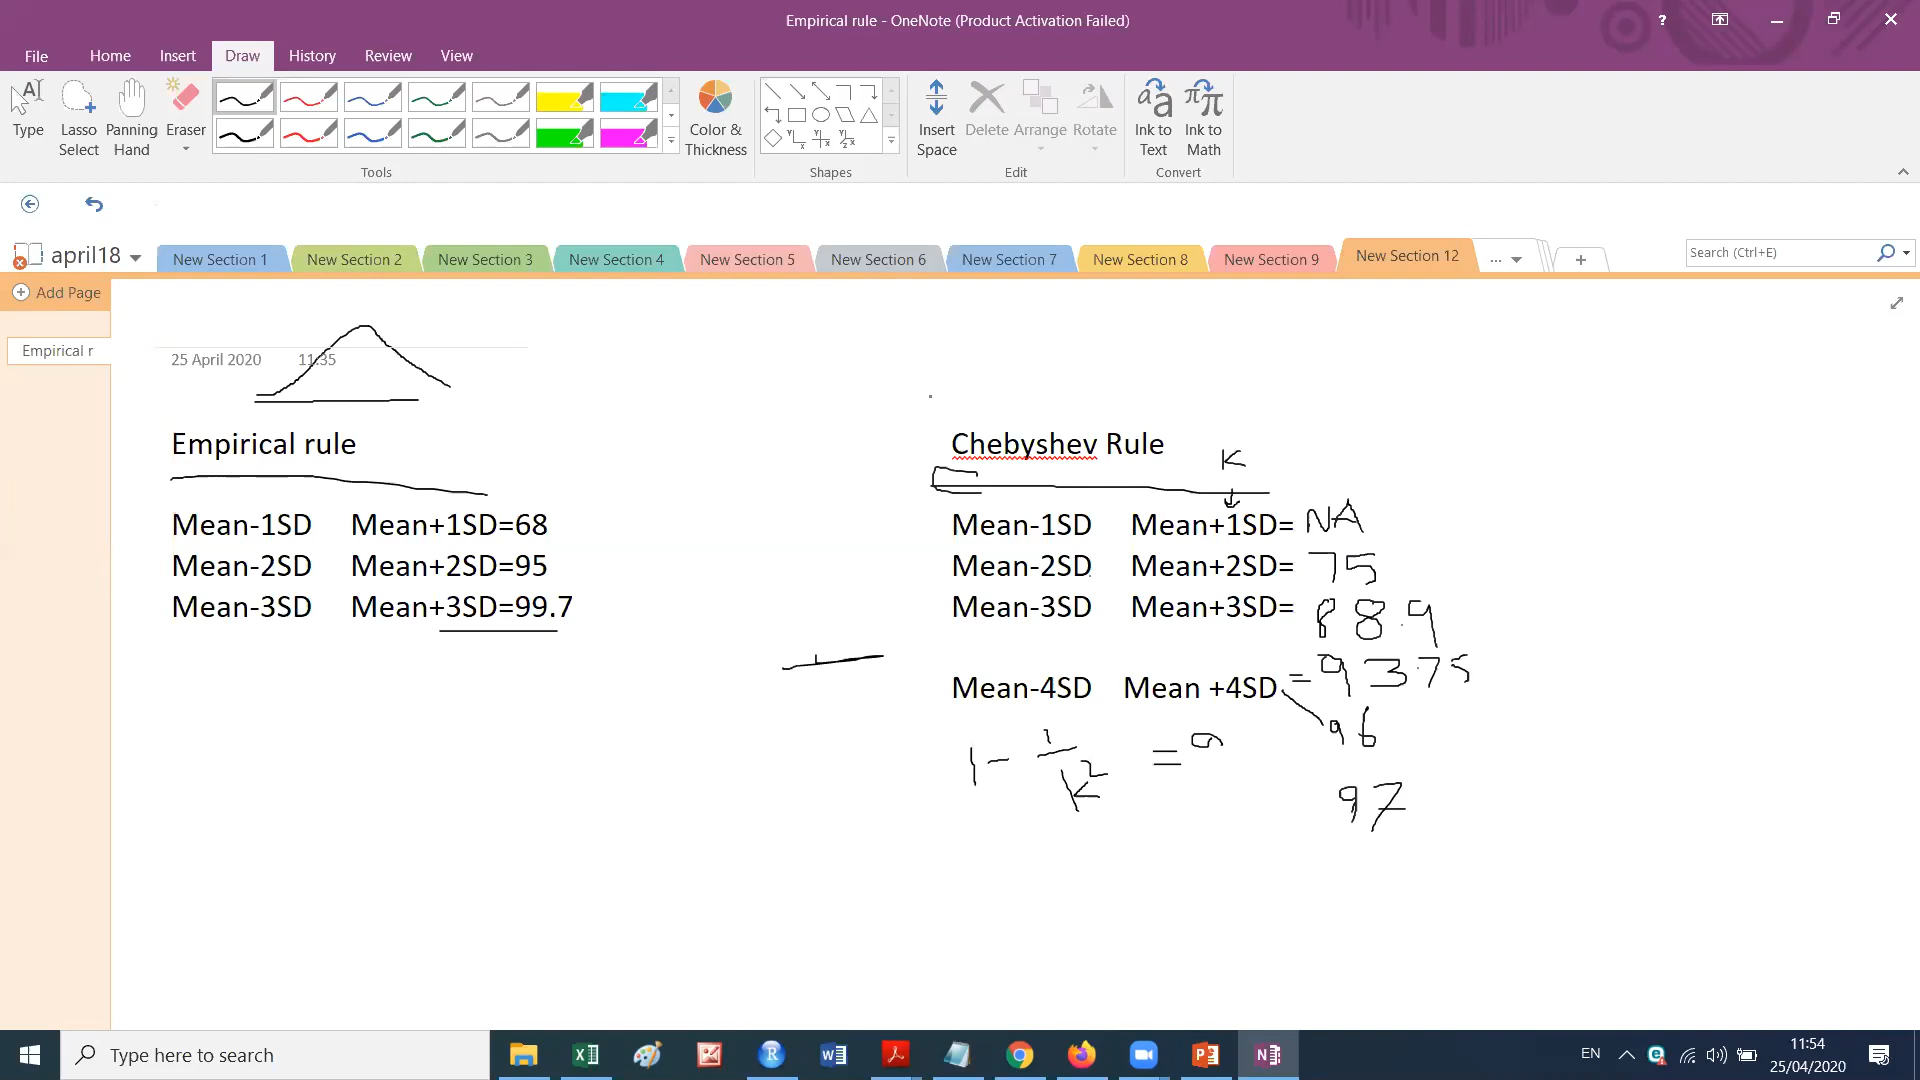 Empirical rule - OneNote (Product Activation Failed)
?
File Home Insert Draw History Review View
Type
Lasso Select
Panning Hand
Eraser
Color & Thickness
Insert Space
Delete
Arrange
Rotate
Ink to Text
Ink to Math
Tools
Shapes
Edit
Convert
april18
New Section 1
New Section 2
New Section 3
New Section 4
New Section 5
New Section 6
New Section 7
New Section 8
New Section 9
New Section 12
...
Search (Ctrl+E)
Add Page
Empirical r
25 April 2020 11:35
Empirical rule
Mean-1SD Mean+1SD=68
Mean-2SD Mean+2SD=95
Mean-3SD Mean+3SD=99.7
Chebyshev Rule
K
Mean-1SD Mean+1SD= NA
Mean-2SD Mean+2SD= 75
Mean-3SD Mean+3SD= 88.9
Mean-4SD Mean +4SD = 93.75
96
1 - 1/K² =
97
Type here to search
EN
11:54
25/04/2020